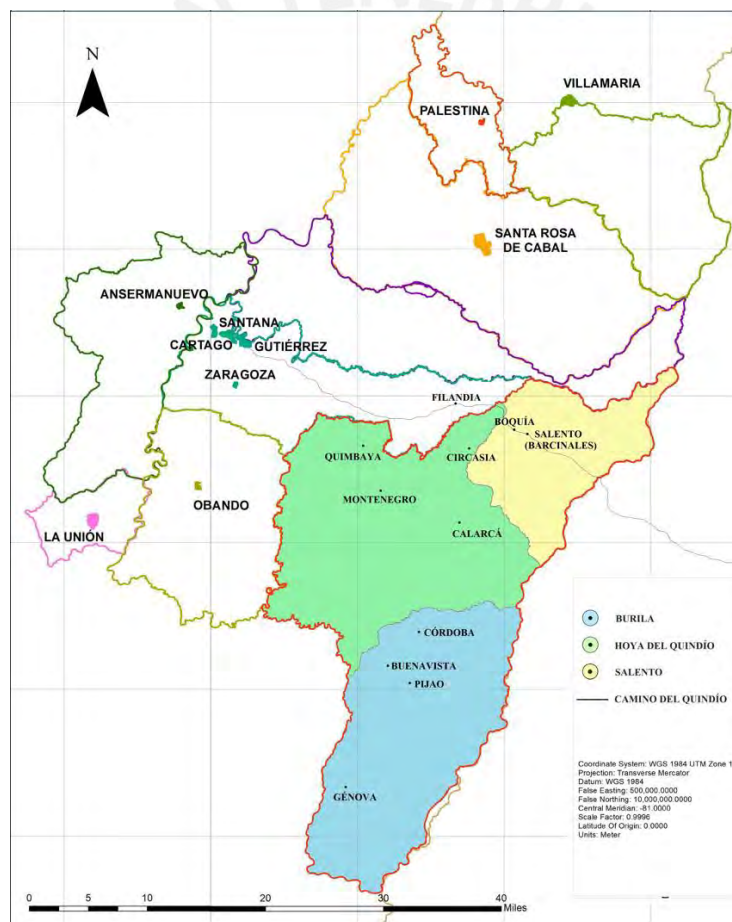 N
VILLAMARIA
PALESTINA
SANTA ROSA
DE CABAL
ANSERMANUEVO
SANTANA
CARTAGO
GUTIÉRREZ
ZARAGOZA
FILANDIA
BOQUÍA
SALENTO
(BARCINALES)
QUIMBAYA
CIRCASIA
MONTENEGRO
OBANDO
CALARCÁ
LA UNIÓN
CÓRDOBA
BUENAVISTA
PIJAO
GÉNOVA
BURILA
HOYA DEL QUINDÍO
SALENTO
CAMINO DEL QUINDÍO
Coordinate System: WGS 1984 UTM Zone 1
Projection: Transverse Mercator
Datum: WGS 1984
False Easting: 500,000.0000
False Northing: 10,000,000.0000
Central Meridian: -81.0000
Scale Factor: 0.9996
Latitude Of Origin: 0.0000
Units: Meter
0 5 10 20 30 40
Miles